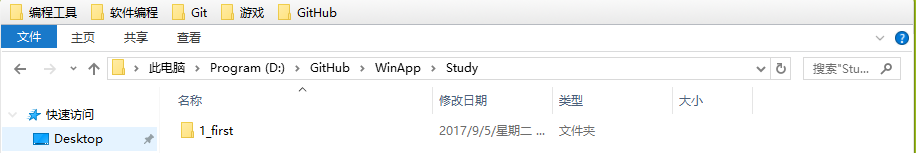 编程工具 软件编程 Git 游戏 GitHub
文件 主页 共享 查看
此电脑 Program (D:) GitHub WinApp Study 搜索"Stu...
名称 修改日期 类型 大小
快速访问
1_first 2017/9/5/星期二 ... 文件夹
Desktop